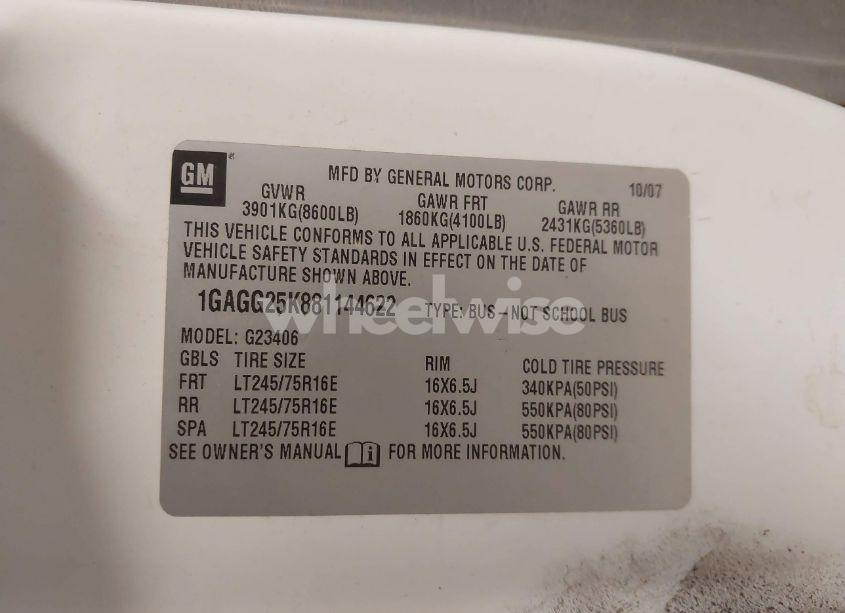 GM
MFD BY GENERAL MOTORS CORP. 10/07
GVWR GAWR FRT GAWR RR
3901KG(8600LB) 1860KG(4100LB) 2431KG(5360LB)
THIS VEHICLE CONFORMS TO ALL APPLICABLE U.S. FEDERAL MOTOR
VEHICLE SAFETY STANDARDS IN EFFECT ON THE DATE OF
MANUFACTURE SHOWN ABOVE.
1GAGG25K881144622 TYPE: BUS-NOT SCHOOL BUS
wheelwise
MODEL: G23406
GBLS TIRE SIZE RIM COLD TIRE PRESSURE
FRT LT245/75R16E 16X6.5J 340KPA(50PSI)
RR LT245/75R16E 16X6.5J 550KPA(80PSI)
SPA LT245/75R16E 16X6.5J 550KPA(80PSI)
SEE OWNER'S MANUAL i FOR MORE INFORMATION.